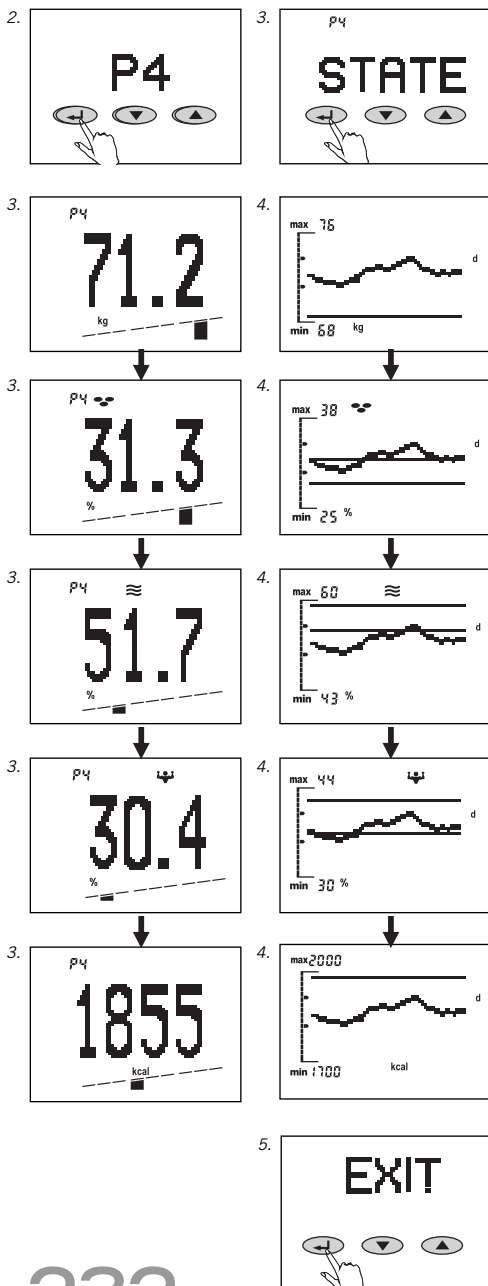 2.
P4
3.
P4
STATE
3.
P4
71.2
kg
4.
max 76
d
min 68 kg
3.
P4
31.3
%
4.
max 38
d
min 25 %
3.
P4
51.7
%
4.
max 60
d
min 43 %
3.
P4
30.4
%
4.
max 44
d
min 30 %
3.
P4
1855
kcal
4.
max 2000
d
min 1700 kcal
5.
EXIT